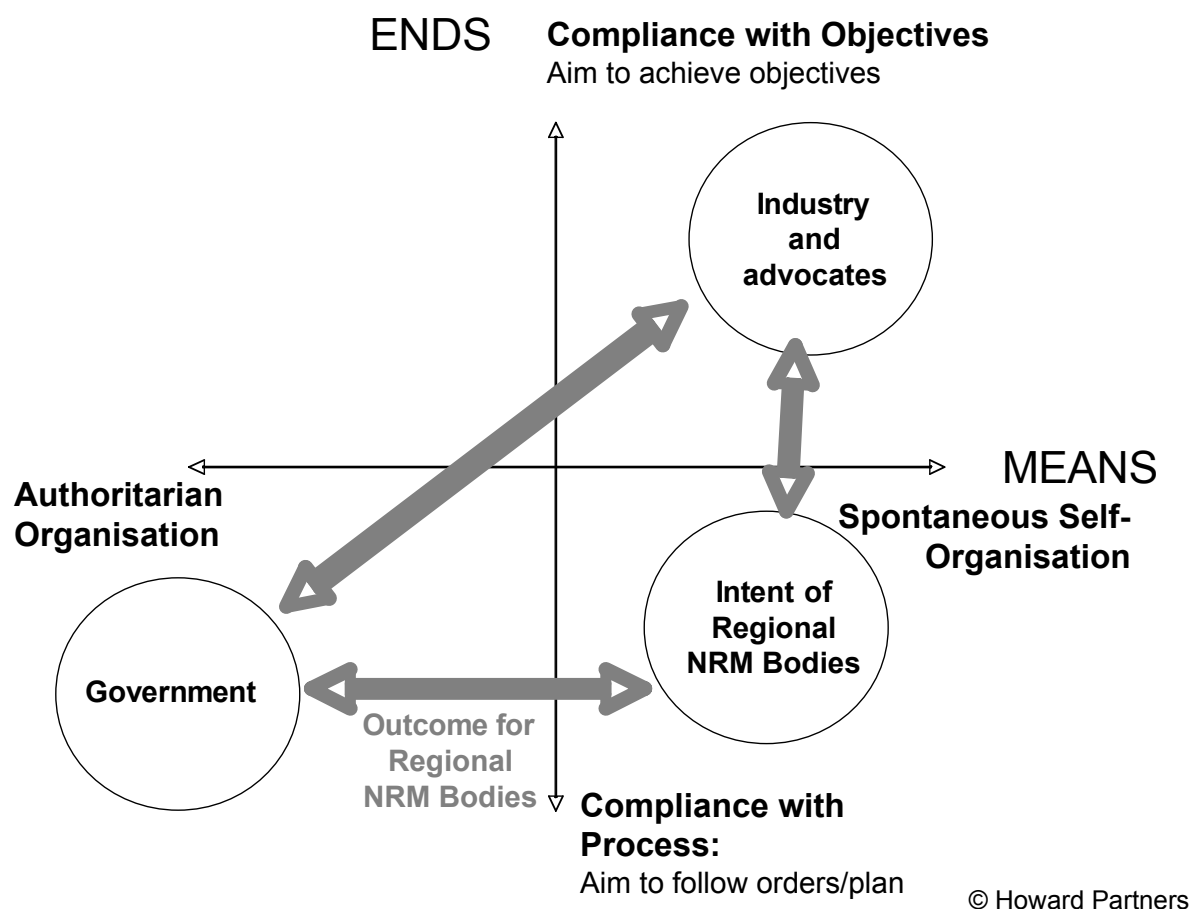 ENDS
Compliance with Objectives
Aim to achieve objectives
Industry
and
advocates
MEANS
Authoritarian
Organisation
Spontaneous Self-
Organisation
Intent of
Regional
NRM Bodies
Government
Outcome for
Regional
NRM Bodies
Compliance with
Process:
Aim to follow orders/plan
© Howard Partners